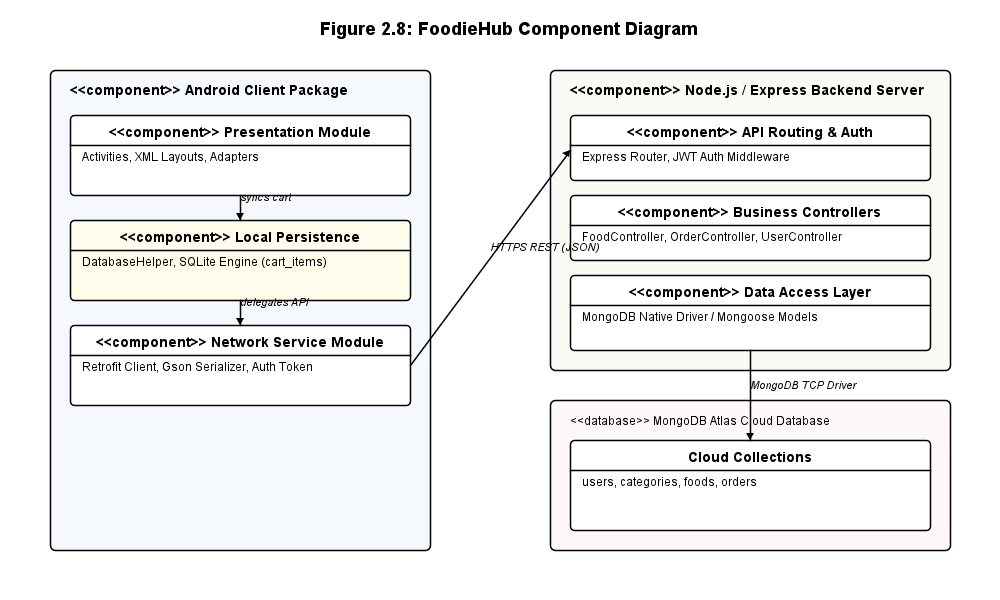 Figure 2.8: FoodieHub Component Diagram
<<component>> Android Client Package
<<component>> Presentation Module
Activities, XML Layouts, Adapters
syncs cart
<<component>> Local Persistence
DatabaseHelper, SQLite Engine (cart_items)
delegates API
<<component>> Network Service Module
Retrofit Client, Gson Serializer, Auth Token
HTTPS REST (JSON)
<<component>> Node.js / Express Backend Server
<<component>> API Routing & Auth
Express Router, JWT Auth Middleware
<<component>> Business Controllers
FoodController, OrderController, UserController
<<component>> Data Access Layer
MongoDB Native Driver / Mongoose Models
MongoDB TCP Driver
<<database>> MongoDB Atlas Cloud Database
Cloud Collections
users, categories, foods, orders